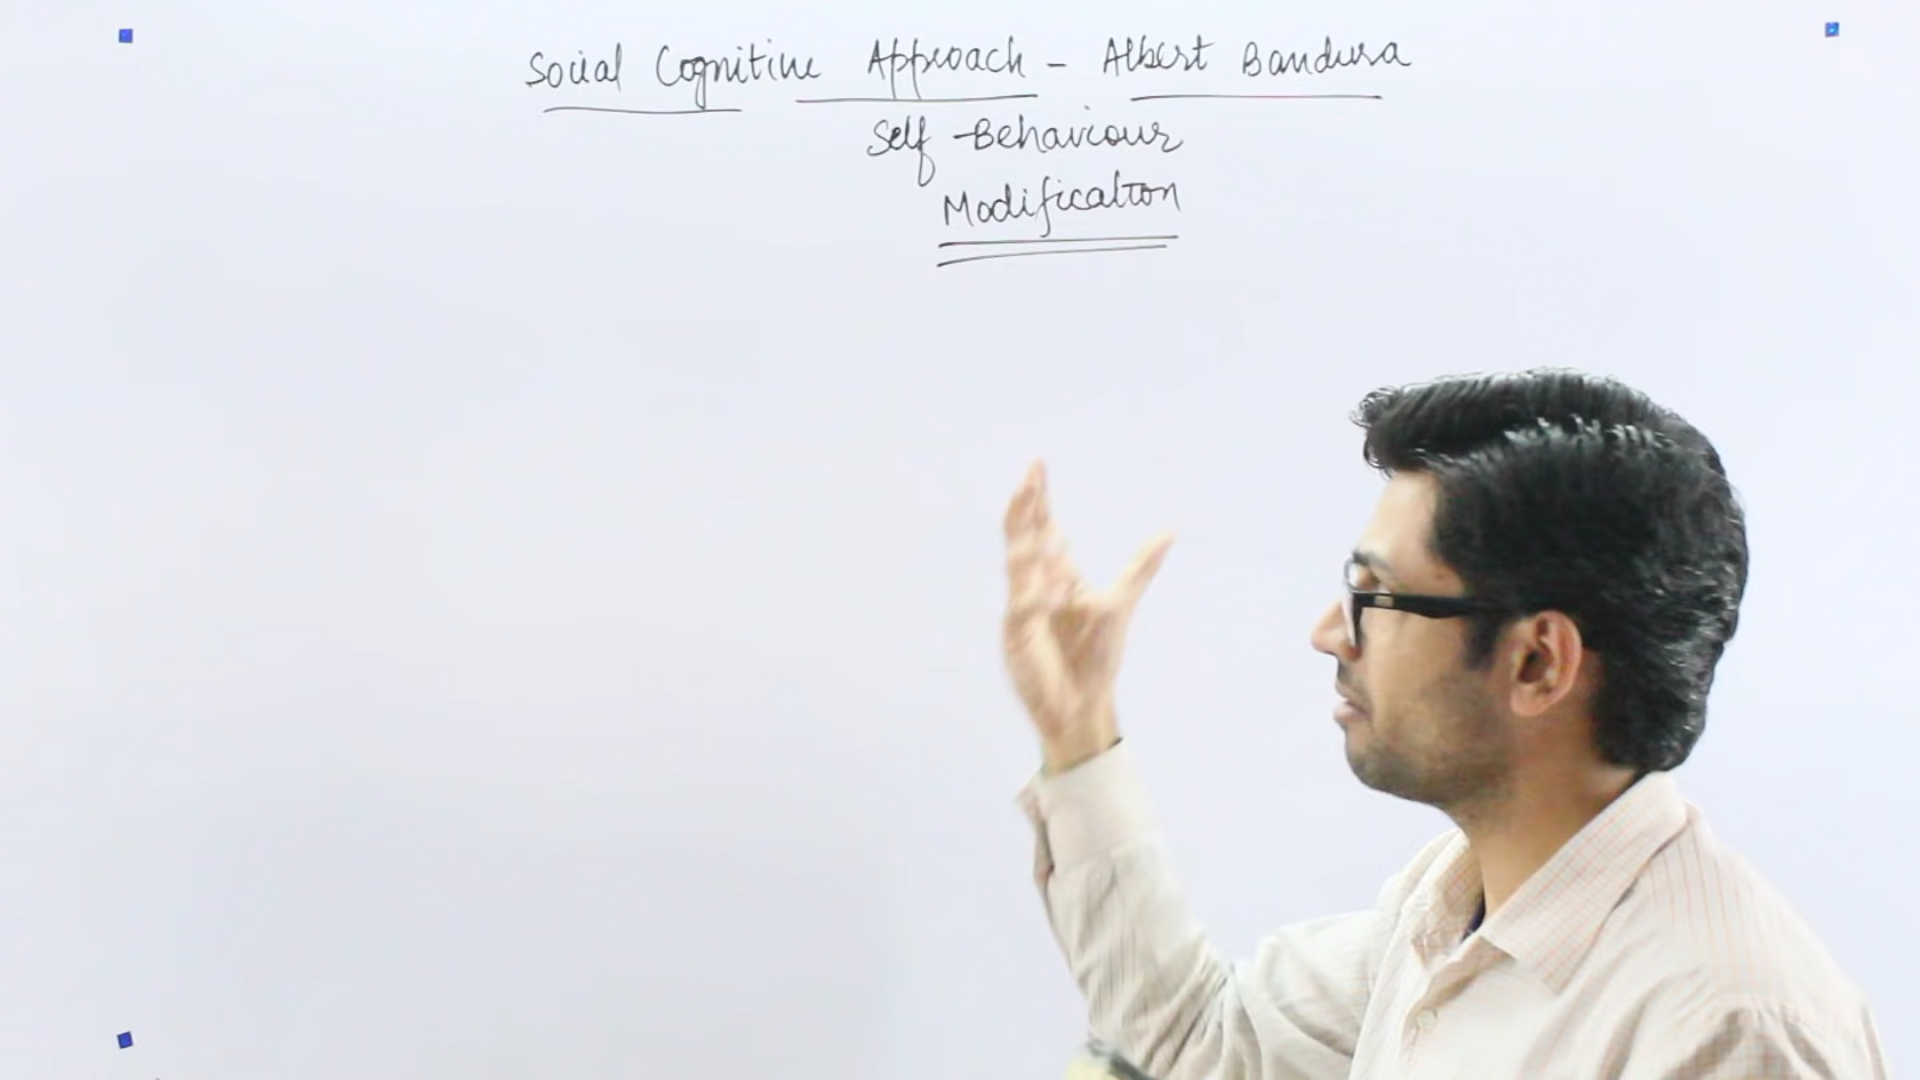 Social Cognitive Approach - Albert Bandura
Self Behaviour
Modification